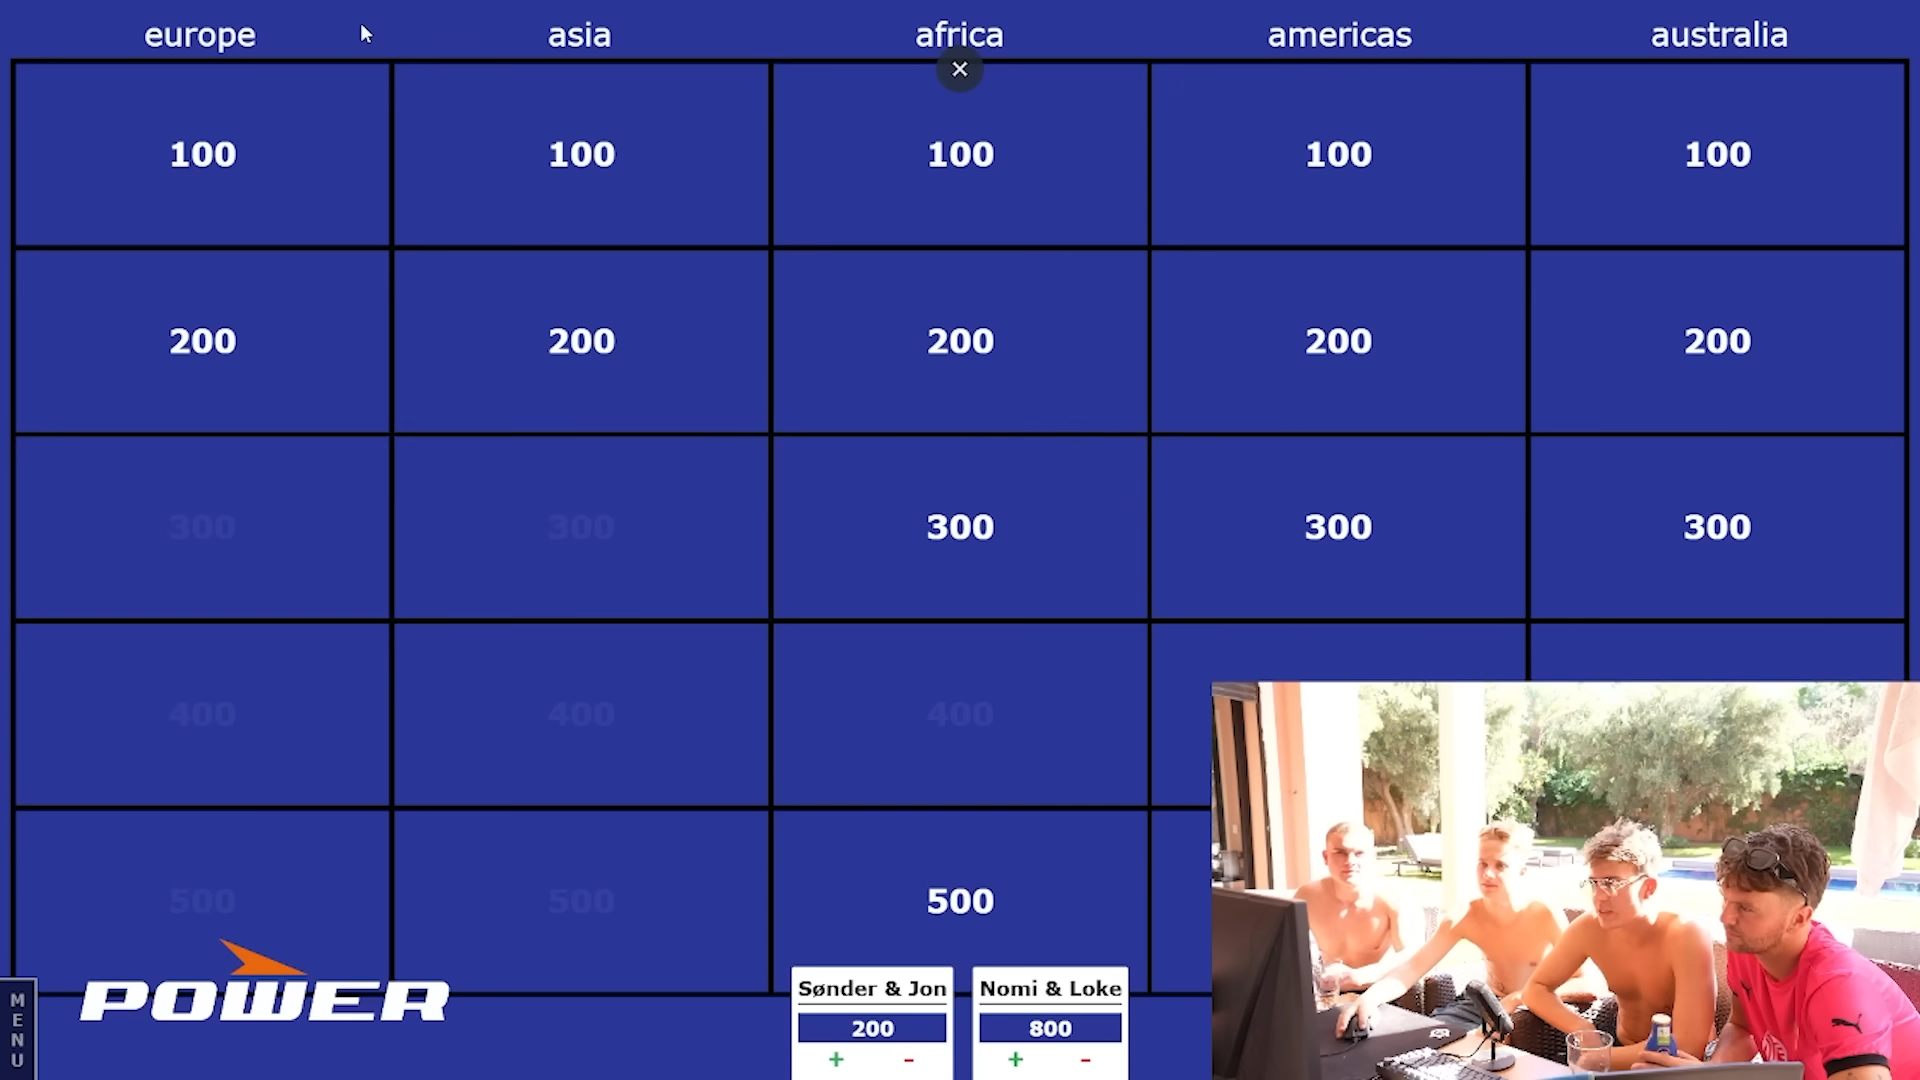 europe asia africa americas australia
100 100 100 100 100
200 200 200 200 200
300 300 300 300 300
400 400 400
500 500 500
POWER
MENU
Sønder & Jon Nomi & Loke
200 800
+ - + -